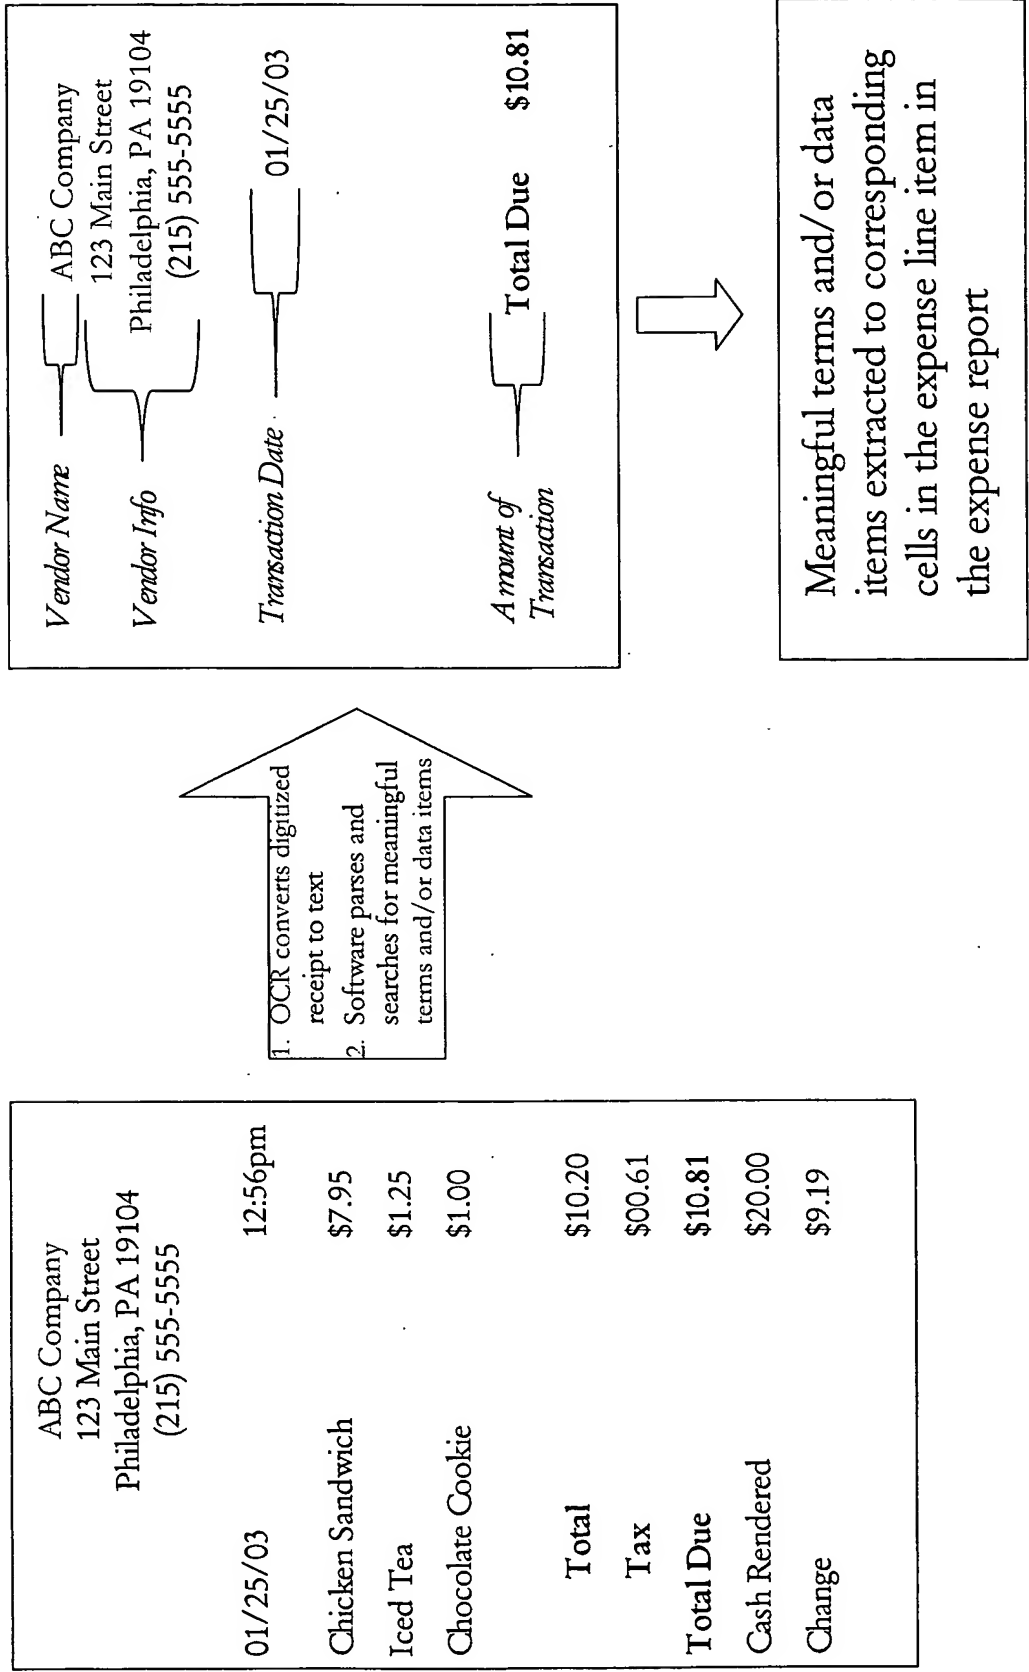 ABC Company
123 Main Street
Philadelphia, PA 19104
(215) 555-5555
01/25/03 12:56pm
Chicken Sandwich $7.95
Iced Tea $1.25
Chocolate Cookie $1.00
Total $10.20
Tax $00.61
Total Due $10.81
Cash Rendered $20.00
Change $9.19
1. OCR converts digitized
receipt to text
2. Software parses and
searches for meaningful
terms and/or data items
Vendor Name ABC Company
123 Main Street
Vendor Info Philadelphia, PA 19104
(215) 555-5555
Transaction Date 01/25/03
Amount of
Transaction
Total Due $10.81
Meaningful terms and/or data
items extracted to corresponding
cells in the expense line item in
the expense report